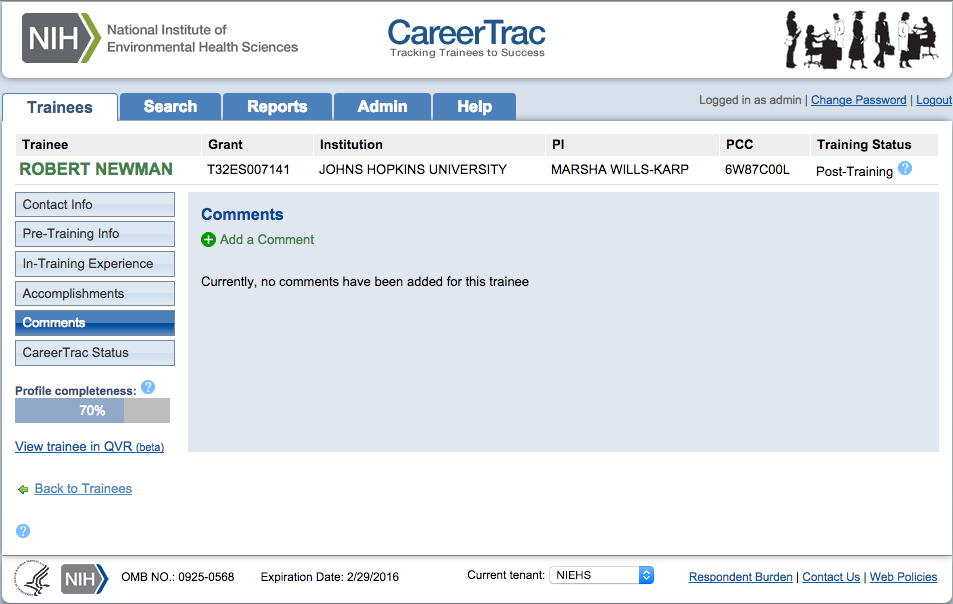 NIH National Institute of
Environmental Health Sciences
CareerTrac
Tracking Trainees to Success
Trainees Search Reports Admin Help
Logged in as admin | Change Password | Logout
Trainee Grant Institution PI PCC Training Status
ROBERT NEWMAN T32ES007141 JOHNS HOPKINS UNIVERSITY MARSHA WILLS-KARP 6W87C00L Post-Training ?
Contact Info
Pre-Training Info
In-Training Experience
Accomplishments
Comments
CareerTrac Status
Profile completeness: ?
70%
View trainee in QVR (beta)
Back to Trainees
?
Comments
Add a Comment
Currently, no comments have been added for this trainee
NIH OMB NO.: 0925-0568 Expiration Date: 2/29/2016 Current tenant: NIEHS Respondent Burden | Contact Us | Web Policies